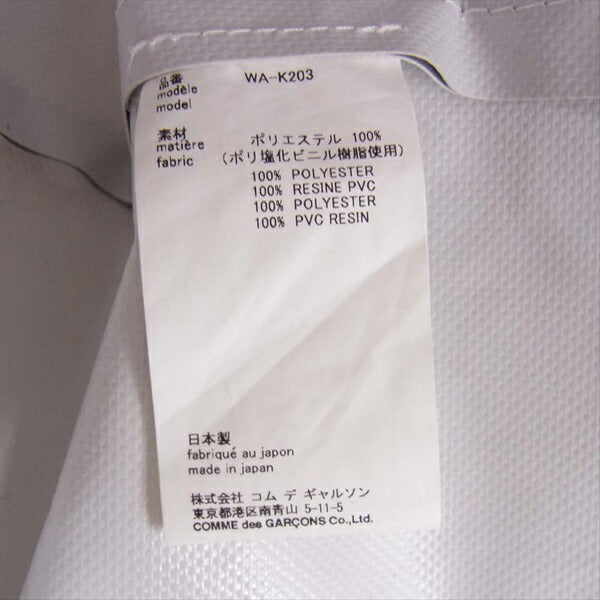 品番 WA-K203
modèle
model
素材 ポリエステル 100%
matière (ポリ塩化ビニル樹脂使用)
fabric
100% POLYESTER
100% RESINE PVC
100% POLYESTER
100% PVC RESIN
日本製
fabriqué au japon
made in japan
株式会社 コム デ ギャルソン
東京都港区南青山 5-11-5
COMME des GARÇONS Co.,Ltd.